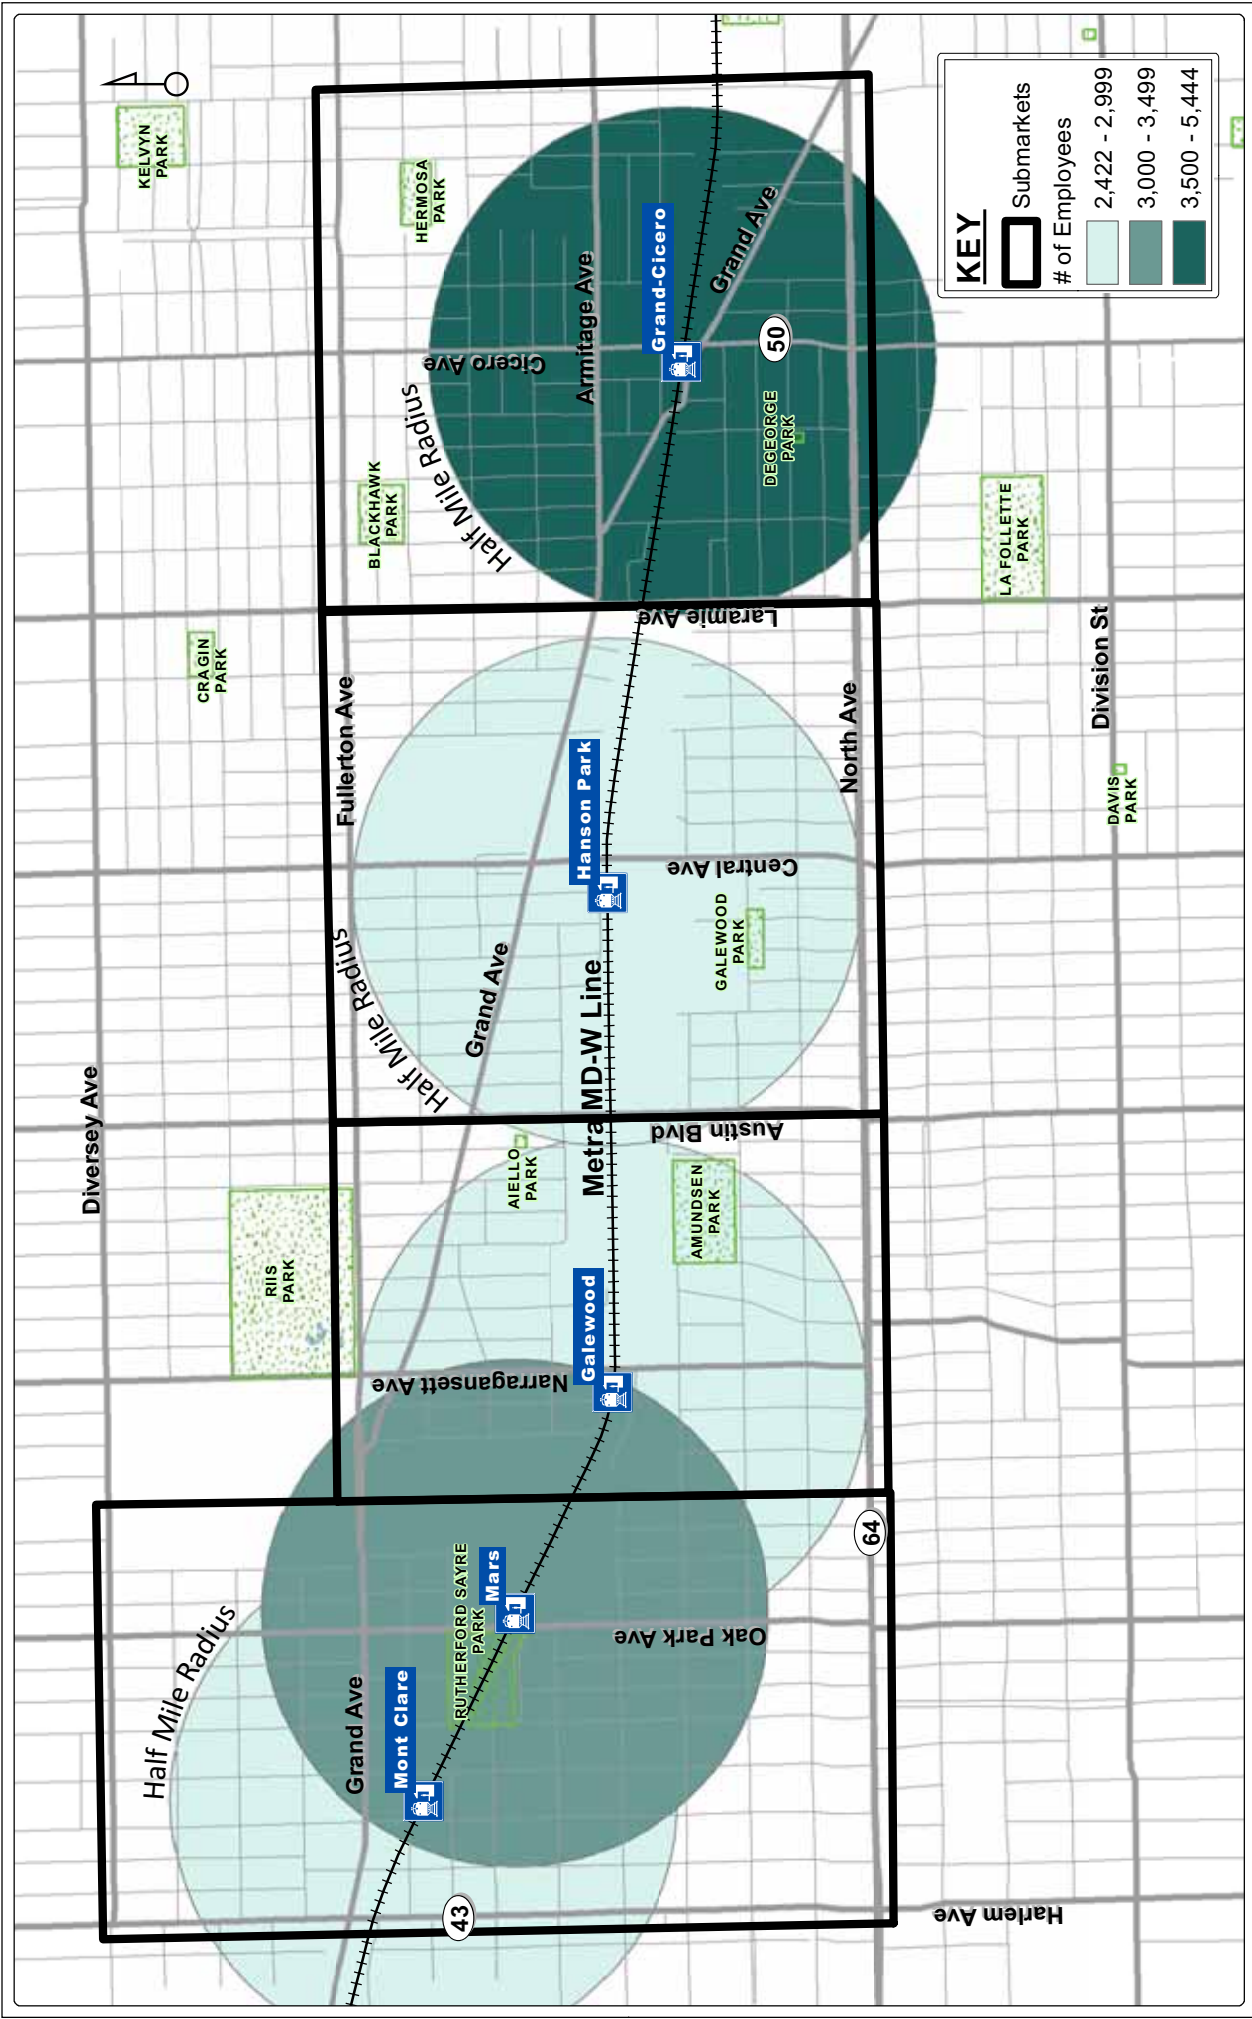 KELVYN
PARK
HERMOSA
PARK
CRAGIN
PARK
BLACKHAWK
PARK
RIIS
PARK
Diversey Ave
Fullerton Ave
Half Mile Radius
Cicero Ave
Armitage Ave
Grand-Cicero
Grand Ave
50
DEGEORGE
PARK
Laramie Ave
LA FOLLETTE
PARK
Division St
DAVIS
PARK
North Ave
Hanson Park
Central Ave
GALEWOOD
PARK
Half Mile Radius
Grand Ave
Metra MD-W Line
Austin Blvd
AIELLO
PARK
AMUNDSEN
PARK
Galewood
Narragansett Ave
64
RUTHERFORD SAYRE
PARK
Mars
Oak Park Ave
Half Mile Radius
Grand Ave
Mont Clare
43
Harlem Ave
KEY
Submarkets
# of Employees
2,422 - 2,999
3,000 - 3,499
3,500 - 5,444